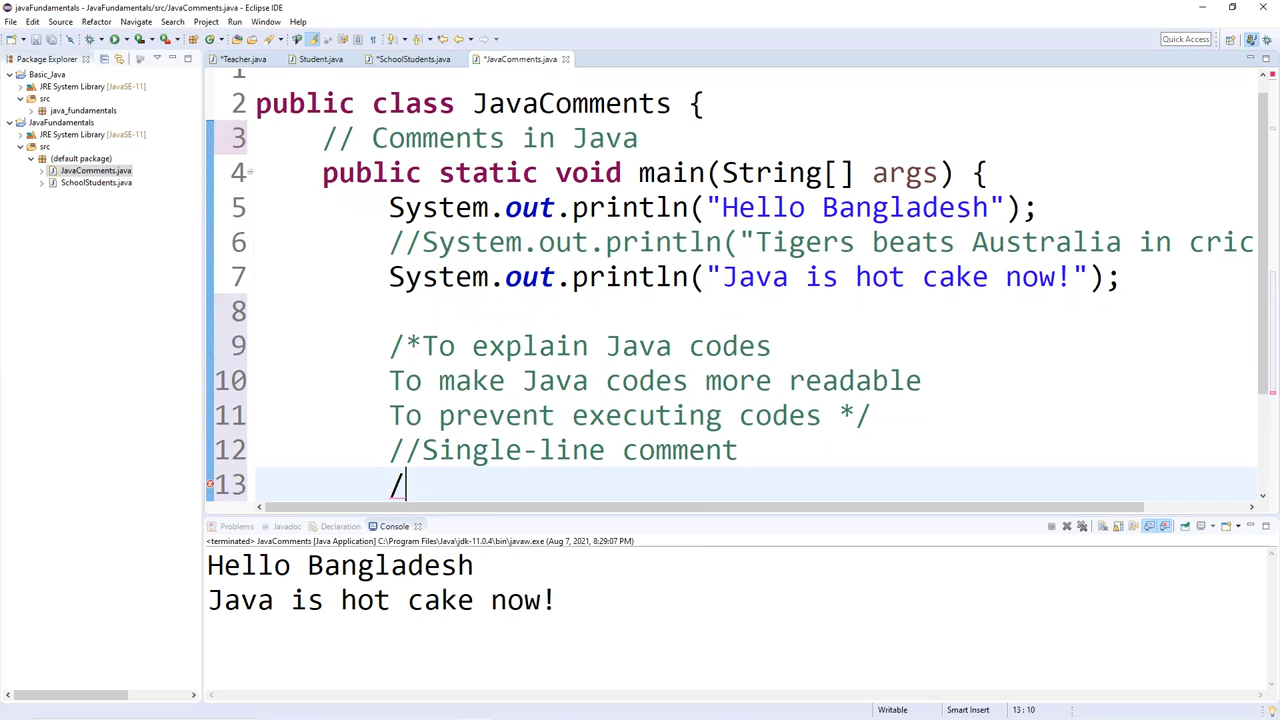 javaFundamentals - JavaFundamentals/src/JavaComments.java - Eclipse IDE
File Edit Source Refactor Navigate Search Project Run Window Help
Quick Access
Package Explorer
*Teacher.java Student.java *SchoolStudents.java *JavaComments.java
Basic_Java
JRE System Library [JavaSE-11]
src
java_fundamentals
JavaFundamentals
JRE System Library [JavaSE-11]
src
(default package)
JavaComments.java
SchoolStudents.java
1
2 public class JavaComments {
3 // Comments in Java
4 public static void main(String[] args) {
5 System.out.println("Hello Bangladesh");
6 //System.out.println("Tigers beats Australia in cric
7 System.out.println("Java is hot cake now!");
8
9 /*To explain Java codes
10 To make Java codes more readable
11 To prevent executing codes */
12 //Single-line comment
13 /
Problems Javadoc Declaration Console
<terminated> JavaComments [Java Application] C:\Program Files\Java\jdk-11.0.4\bin\javaw.exe (Aug 7, 2021, 8:29:07 PM)
Hello Bangladesh
Java is hot cake now!
Writable Smart Insert 13 : 10